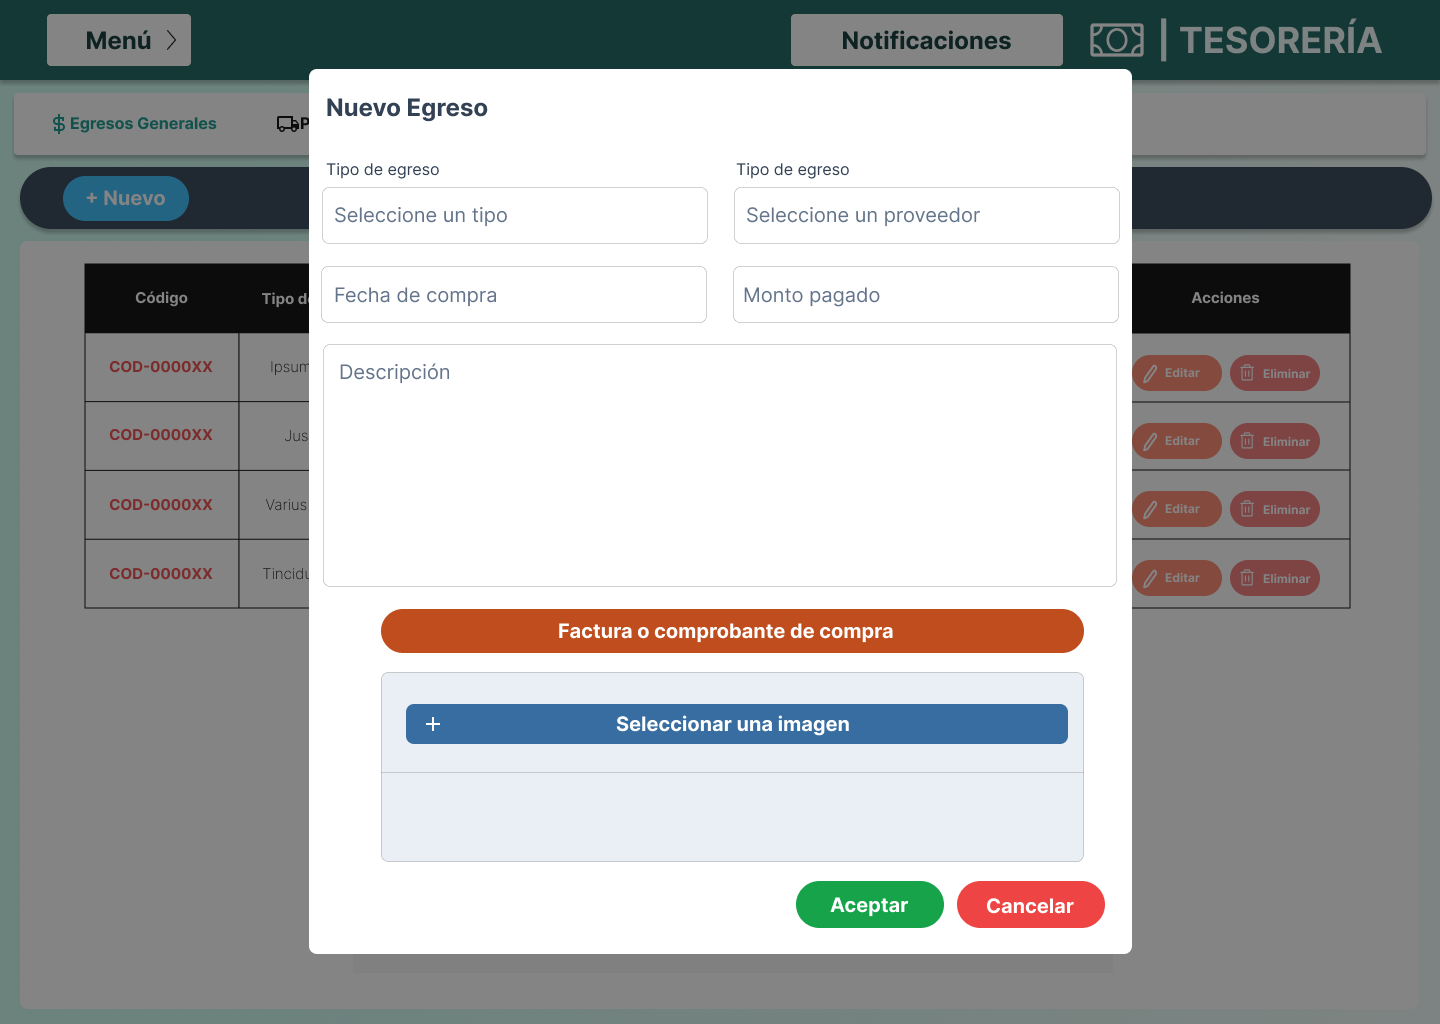 Menú
Notificaciones
| TESORERÍA
Egresos Generales
Nuevo Egreso
+ Nuevo
Tipo de egreso
Tipo de egreso
Seleccione un tipo
Seleccione un proveedor
Fecha de compra
Monto pagado
Código
Tipo d
Acciones
Descripción
COD-0000XX
Ipsum
Editar
Eliminar
COD-0000XX
Jus
Editar
Eliminar
COD-0000XX
Varius
Editar
Eliminar
COD-0000XX
Tincidu
Editar
Eliminar
Factura o comprobante de compra
+ Seleccionar una imagen
Aceptar
Cancelar